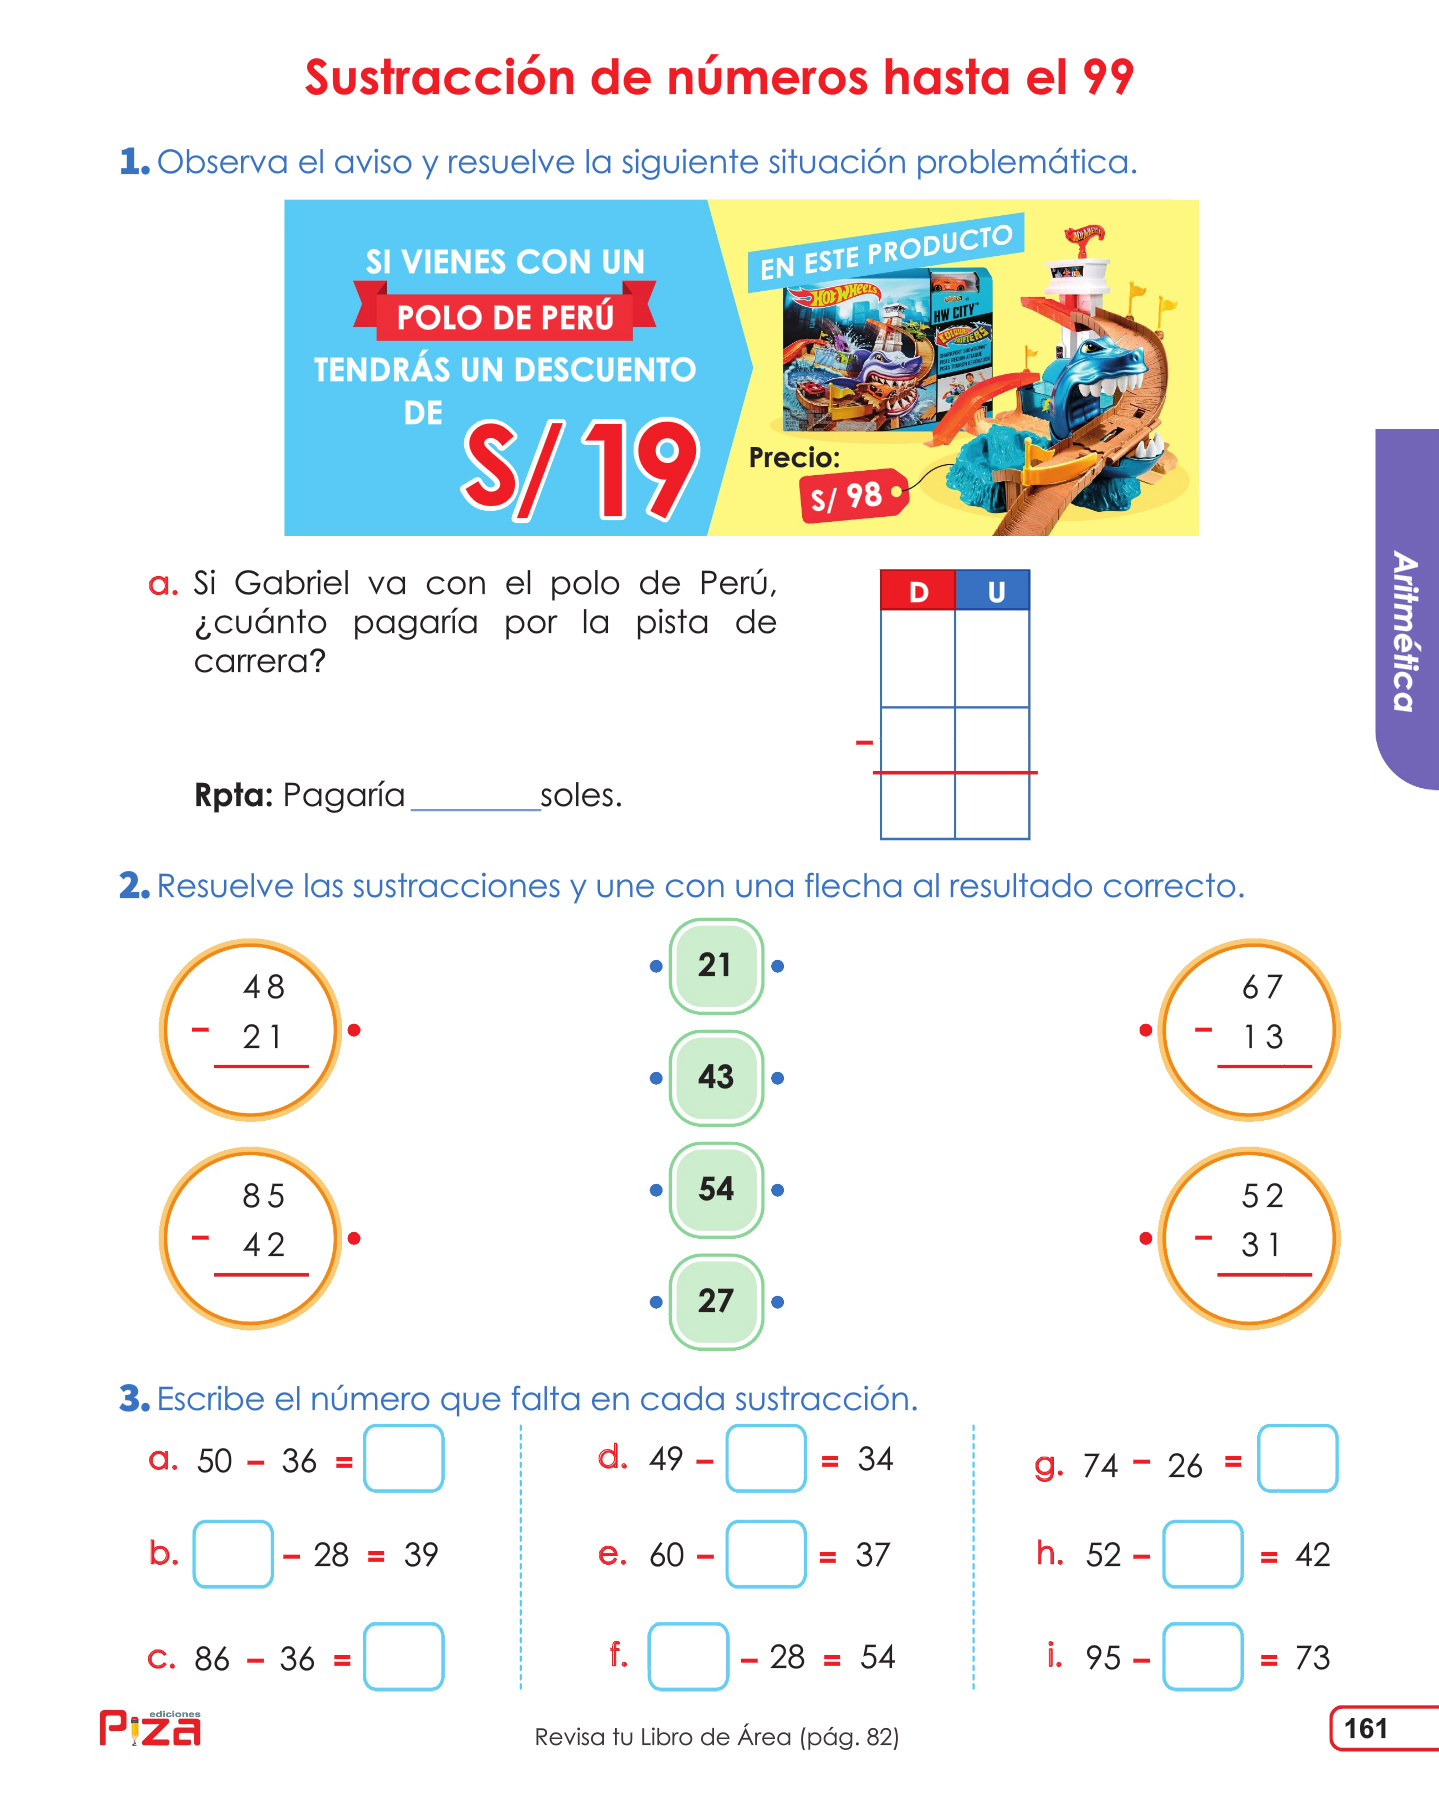 Sustracción de números hasta el 99
1. Observa el aviso y resuelve la siguiente situación problemática.
SI VIENES CON UN
POLO DE PERÚ
TENDRÁS UN DESCUENTO
DE
S/ 19
EN ESTE PRODUCTO
HOT WHEELS
HW CITY
Precio:
S/ 98
a. Si Gabriel va con el polo de Perú,
¿cuánto pagaría por la pista de
carrera?
D U
–
Rpta: Pagaría _________ soles.
Aritmética
2. Resuelve las sustracciones y une con una flecha al resultado correcto.
48
– 21
85
– 42
21
43
54
27
67
– 13
52
– 31
3. Escribe el número que falta en cada sustracción.
a. 50 – 36 =
b. – 28 = 39
c. 86 – 36 =
d. 49 – = 34
e. 60 – = 37
f. – 28 = 54
g. 74 – 26 =
h. 52 – = 42
i. 95 – = 73
ediciones
Piza
Revisa tu Libro de Área (pág. 82)
161